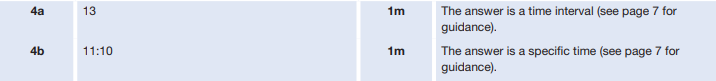 4a 13 1m The answer is a time interval (see page 7 for
guidance).
4b 11:10 1m The answer is a specific time (see page 7 for
guidance).